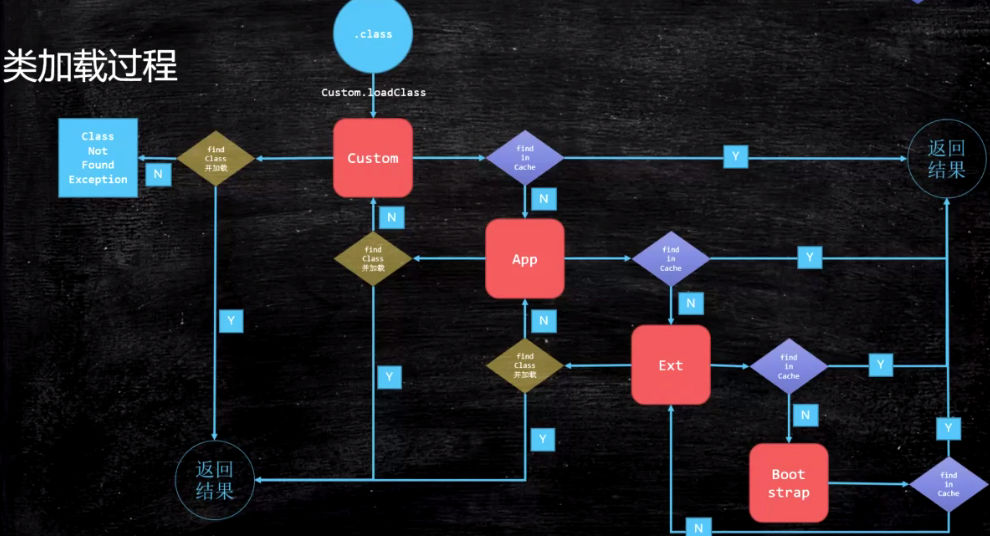 .class
类加载过程
Custom.loadClass
Class
Not
Found
Exception
N
find
Class
并加载
Custom
find
in
Cache
Y
返回
结果
N
N
find
Class
并加载
App
find
in
Cache
Y
N
Y
N
find
Class
并加载
Ext
find
in
Cache
Y
Y
N
Y
Y
返回
结果
Boot
strap
find
in
Cache
N